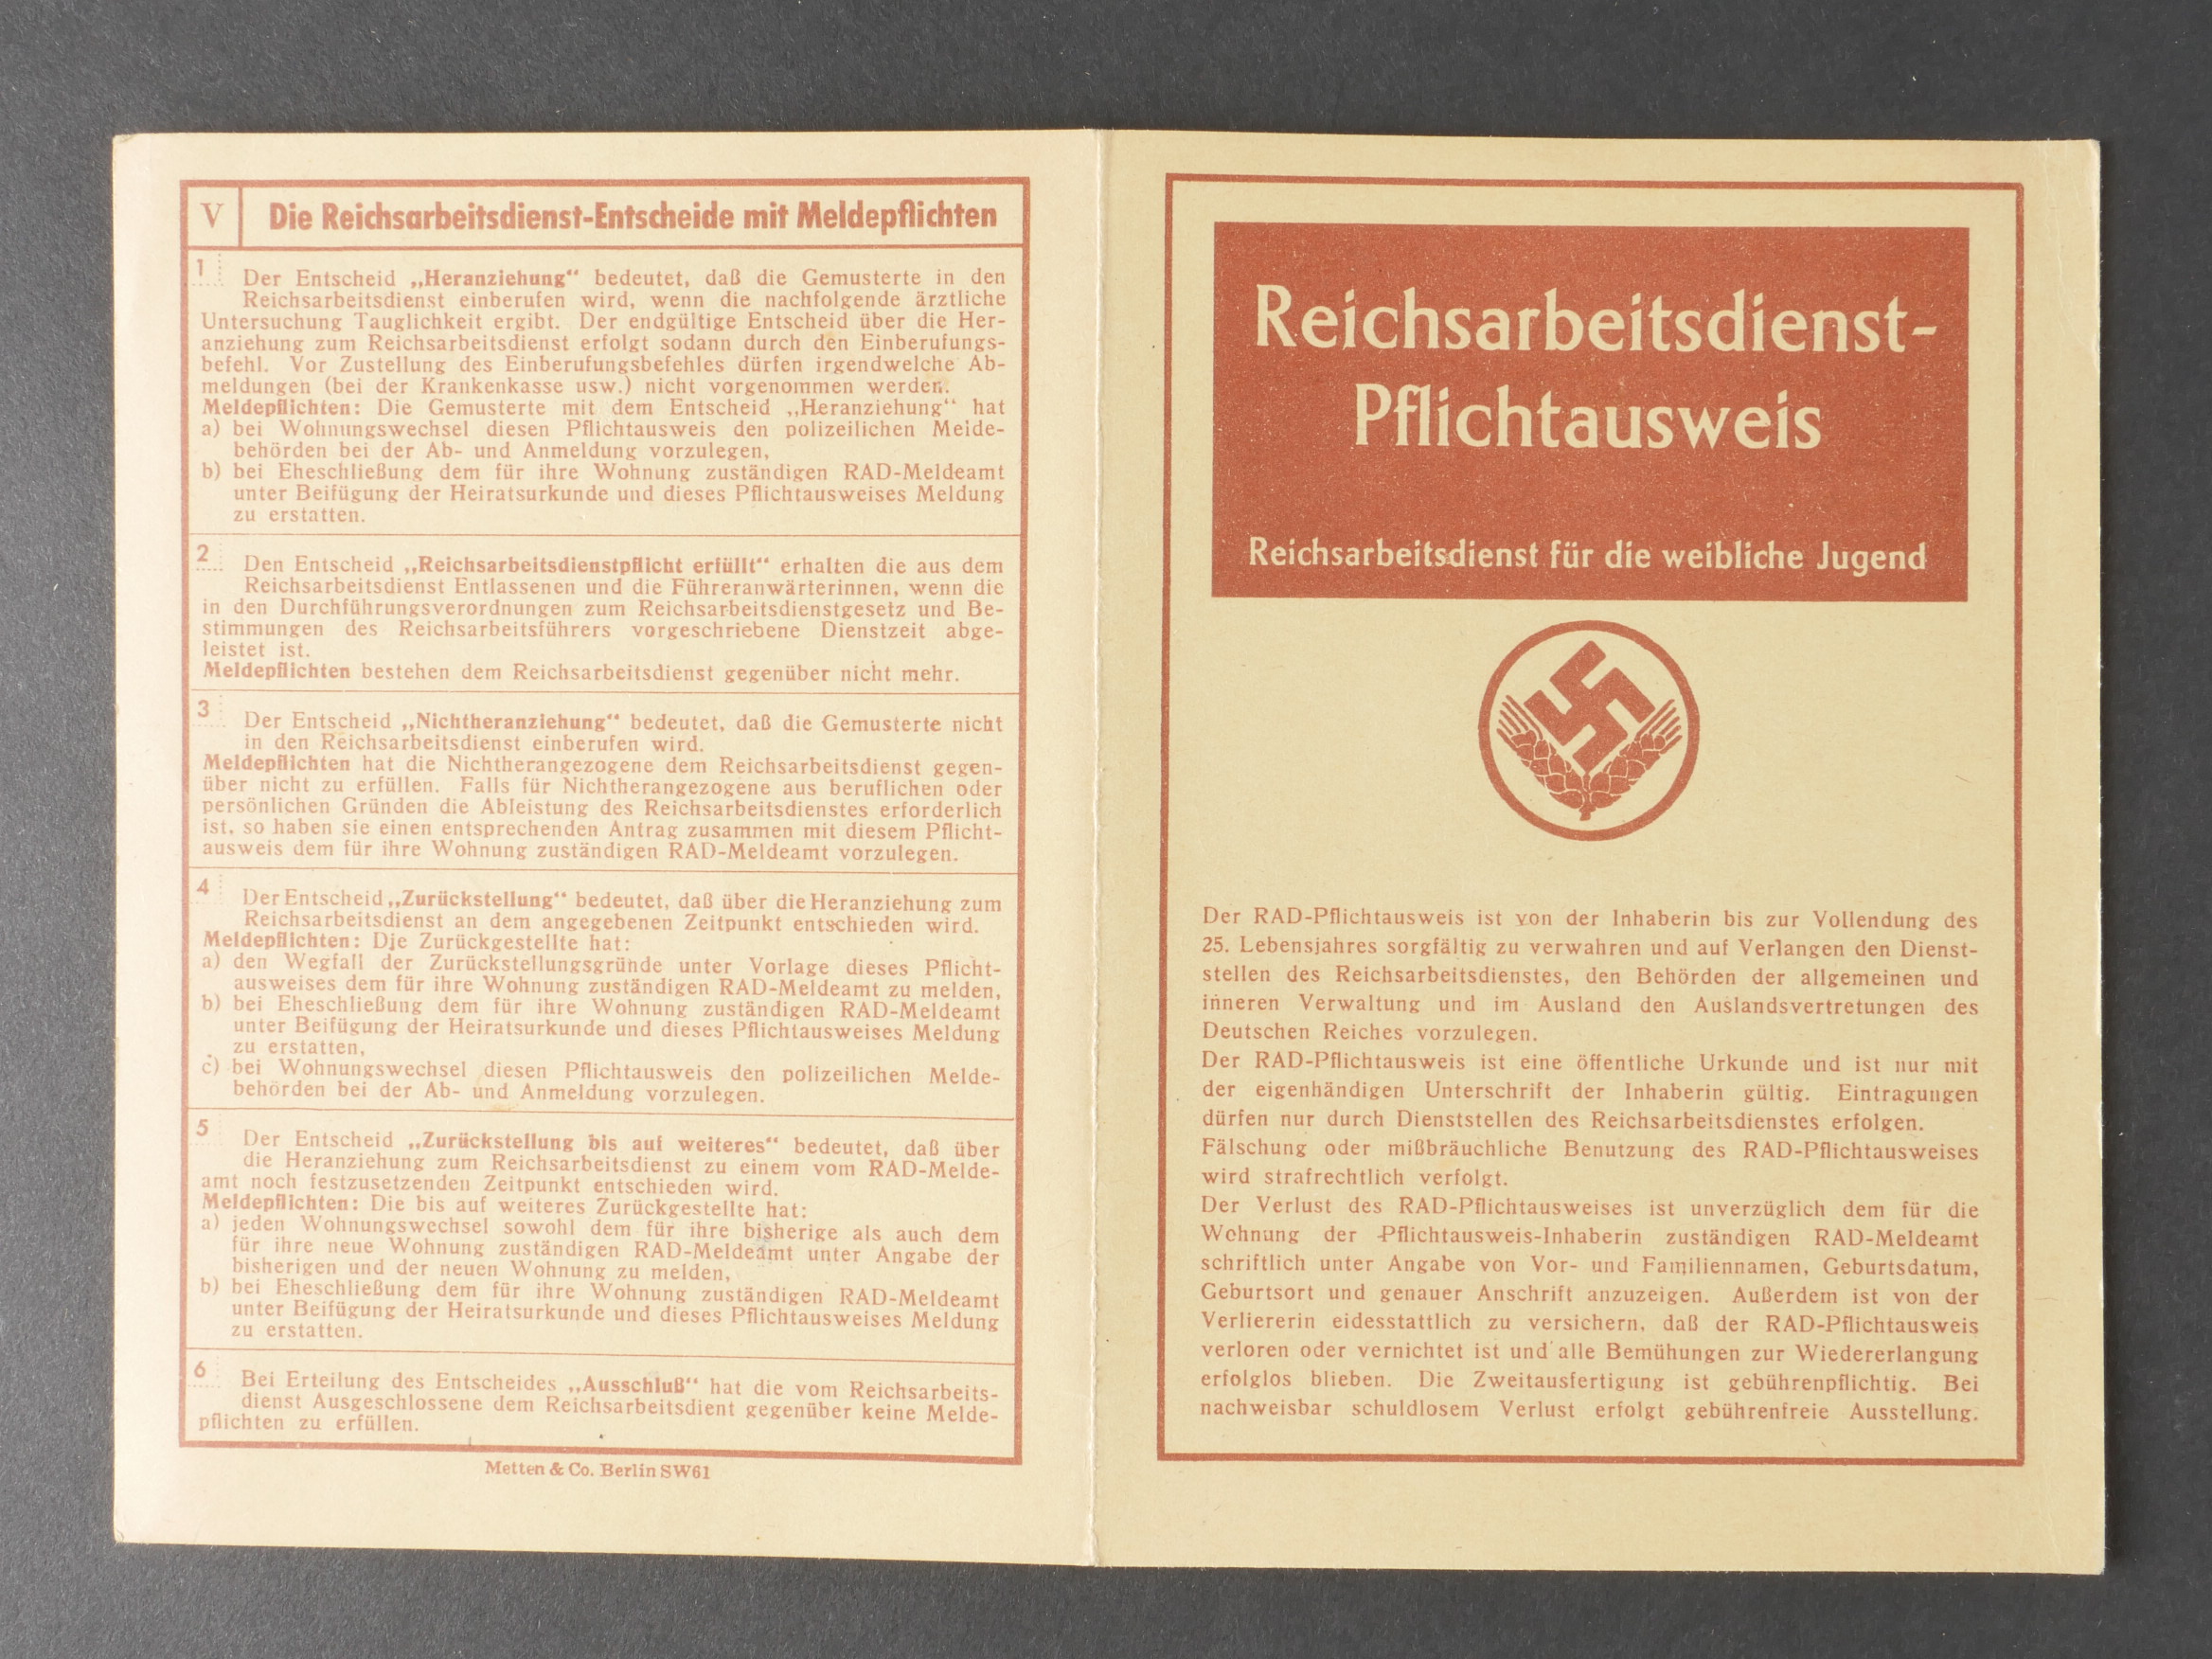 V Die Reichsarbeitsdienst-Entscheide mit Meldepflichten
1
Der Entscheid „Heranziehung“ bedeutet, daß die Gemusterte in den
Reichsarbeitsdienst einberufen wird, wenn die nachfolgende ärztliche
Untersuchung Tauglichkeit ergibt. Der endgültige Entscheid über die Her-
anziehung zum Reichsarbeitsdienst erfolgt sodann durch den Einberufungs-
befehl. Vor Zustellung des Einberufungsbefehles dürfen irgendwelche Ab-
meldungen (bei der Krankenkasse usw.) nicht vorgenommen werden.
Meldepflichten: Die Gemusterte mit dem Entscheid „Heranziehung“ hat
a) bei Wohnungswechsel diesen Pflichtausweis den polizeilichen Melde-
behörden bei der Ab- und Anmeldung vorzulegen,
b) bei Eheschließung dem für ihre Wohnung zuständigen RAD-Meldeamt
unter Beifügung der Heiratsurkunde und dieses Pflichtausweises Meldung
zu erstatten.
2
Den Entscheid „Reichsarbeitsdienstpflicht erfüllt“ erhalten die aus dem
Reichsarbeitsdienst Entlassenen und die Führeranwärterinnen, wenn die
in den Durchführungsverordnungen zum Reichsarbeitsdienstgesetz und Be-
stimmungen des Reichsarbeitsführers vorgeschriebene Dienstzeit abge-
leistet ist.
Meldepflichten bestehen dem Reichsarbeitsdienst gegenüber nicht mehr.
3
Der Entscheid „Nichtheranziehung“ bedeutet, daß die Gemusterte nicht
in den Reichsarbeitsdienst einberufen wird.
Meldepflichten hat die Nichtherangezogene dem Reichsarbeitsdienst gegen-
über nicht zu erfüllen. Falls für Nichtherangezogene aus beruflichen oder
persönlichen Gründen die Ableistung des Reichsarbeitsdienstes erforderlich
ist, so haben sie einen entsprechenden Antrag zusammen mit diesem Pflicht-
ausweis dem für ihre Wohnung zuständigen RAD-Meldeamt vorzulegen.
4
Der Entscheid „Zurückstellung“ bedeutet, daß über die Heranziehung zum
Reichsarbeitsdienst an dem angegebenen Zeitpunkt entschieden wird.
Meldepflichten: Die Zurückgestellte hat:
a) den Wegfall der Zurückstellungsgründe unter Vorlage dieses Pflicht-
ausweises dem für ihre Wohnung zuständigen RAD-Meldeamt zu melden,
b) bei Eheschließung dem für ihre Wohnung zuständigen RAD-Meldeamt
unter Beifügung der Heiratsurkunde und dieses Pflichtausweises Meldung
zu erstatten,
c) bei Wohnungswechsel diesen Pflichtausweis den polizeilichen Melde-
behörden bei der Ab- und Anmeldung vorzulegen.
5
Der Entscheid „Zurückstellung bis auf weiteres“ bedeutet, daß über
die Heranziehung zum Reichsarbeitsdienst zu einem vom RAD-Melde-
amt noch festzusetzenden Zeitpunkt entschieden wird.
Meldepflichten: Die bis auf weiteres Zurückgestellte hat:
a) jeden Wohnungswechsel sowohl dem für ihre bisherige als auch dem
für ihre neue Wohnung zuständigen RAD-Meldeamt unter Angabe der
bisherigen und der neuen Wohnung zu melden,
b) bei Eheschließung dem für ihre Wohnung zuständigen RAD-Meldeamt
unter Beifügung der Heiratsurkunde und dieses Pflichtausweises Meldung
zu erstatten.
6
Bei Erteilung des Entscheides „Ausschluß“ hat die vom Reichsarbeits-
dienst Ausgeschlossene dem Reichsarbeitsdient gegenüber keine Melde-
pflichten zu erfüllen.
Metten & Co. Berlin SW61
Reichsarbeitsdienst-
Pflichtausweis
Reichsarbeitsdienst für die weibliche Jugend
Der RAD-Pflichtausweis ist von der Inhaberin bis zur Vollendung des
25. Lebensjahres sorgfältig zu verwahren und auf Verlangen den Dienst-
stellen des Reichsarbeitsdienstes, den Behörden der allgemeinen und
inneren Verwaltung und im Ausland den Auslandsvertretungen des
Deutschen Reiches vorzulegen.
Der RAD-Pflichtausweis ist eine öffentliche Urkunde und ist nur mit
der eigenhändigen Unterschrift der Inhaberin gültig. Eintragungen
dürfen nur durch Dienststellen des Reichsarbeitsdienstes erfolgen.
Fälschung oder mißbräuchliche Benutzung des RAD-Pflichtausweises
wird strafrechtlich verfolgt.
Der Verlust des RAD-Pflichtausweises ist unverzüglich dem für die
Wohnung der Pflichtausweis-Inhaberin zuständigen RAD-Meldeamt
schriftlich unter Angabe von Vor- und Familiennamen, Geburtsdatum,
Geburtsort und genauer Anschrift anzuzeigen. Außerdem ist von der
Verliererin eidesstattlich zu versichern, daß der RAD-Pflichtausweis
verloren oder vernichtet ist und alle Bemühungen zur Wiedererlangung
erfolglos blieben. Die Zweitausfertigung ist gebührenpflichtig. Bei
nachweisbar schuldlosem Verlust erfolgt gebührenfreie Ausstellung.